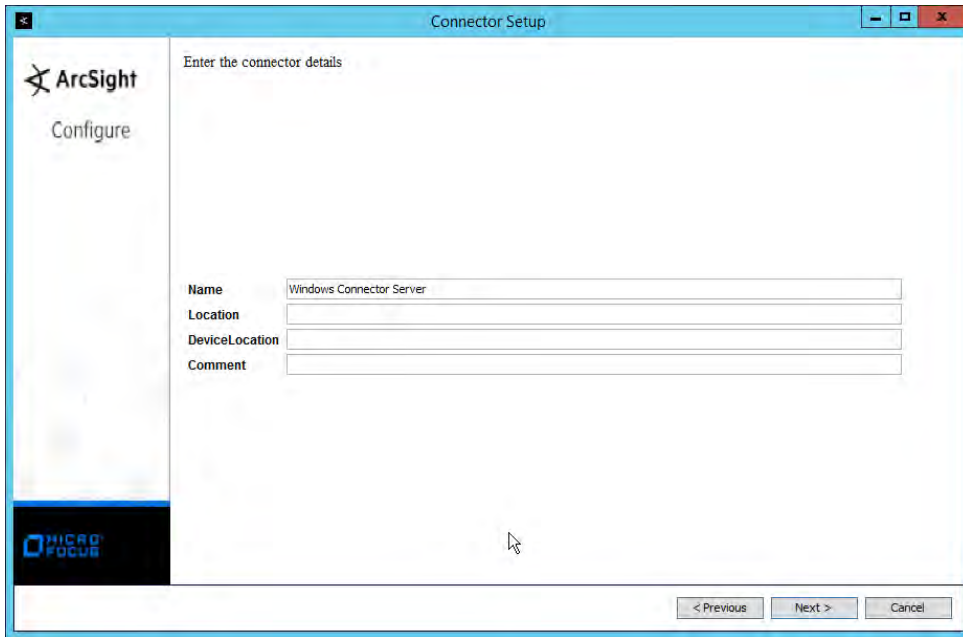 Connector Setup
ArcSight
Configure
Enter the connector details
Name Windows Connector Server
Location
DeviceLocation
Comment
MICRO
FOCUS
< Previous Next > Cancel